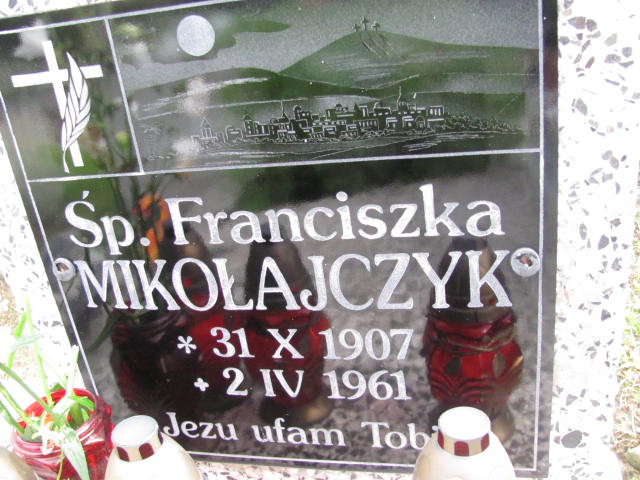 Śp. Franciszka
MIKOŁAJCZYK
* 31 X 1907
+ 2 IV 1961
Jezu ufam